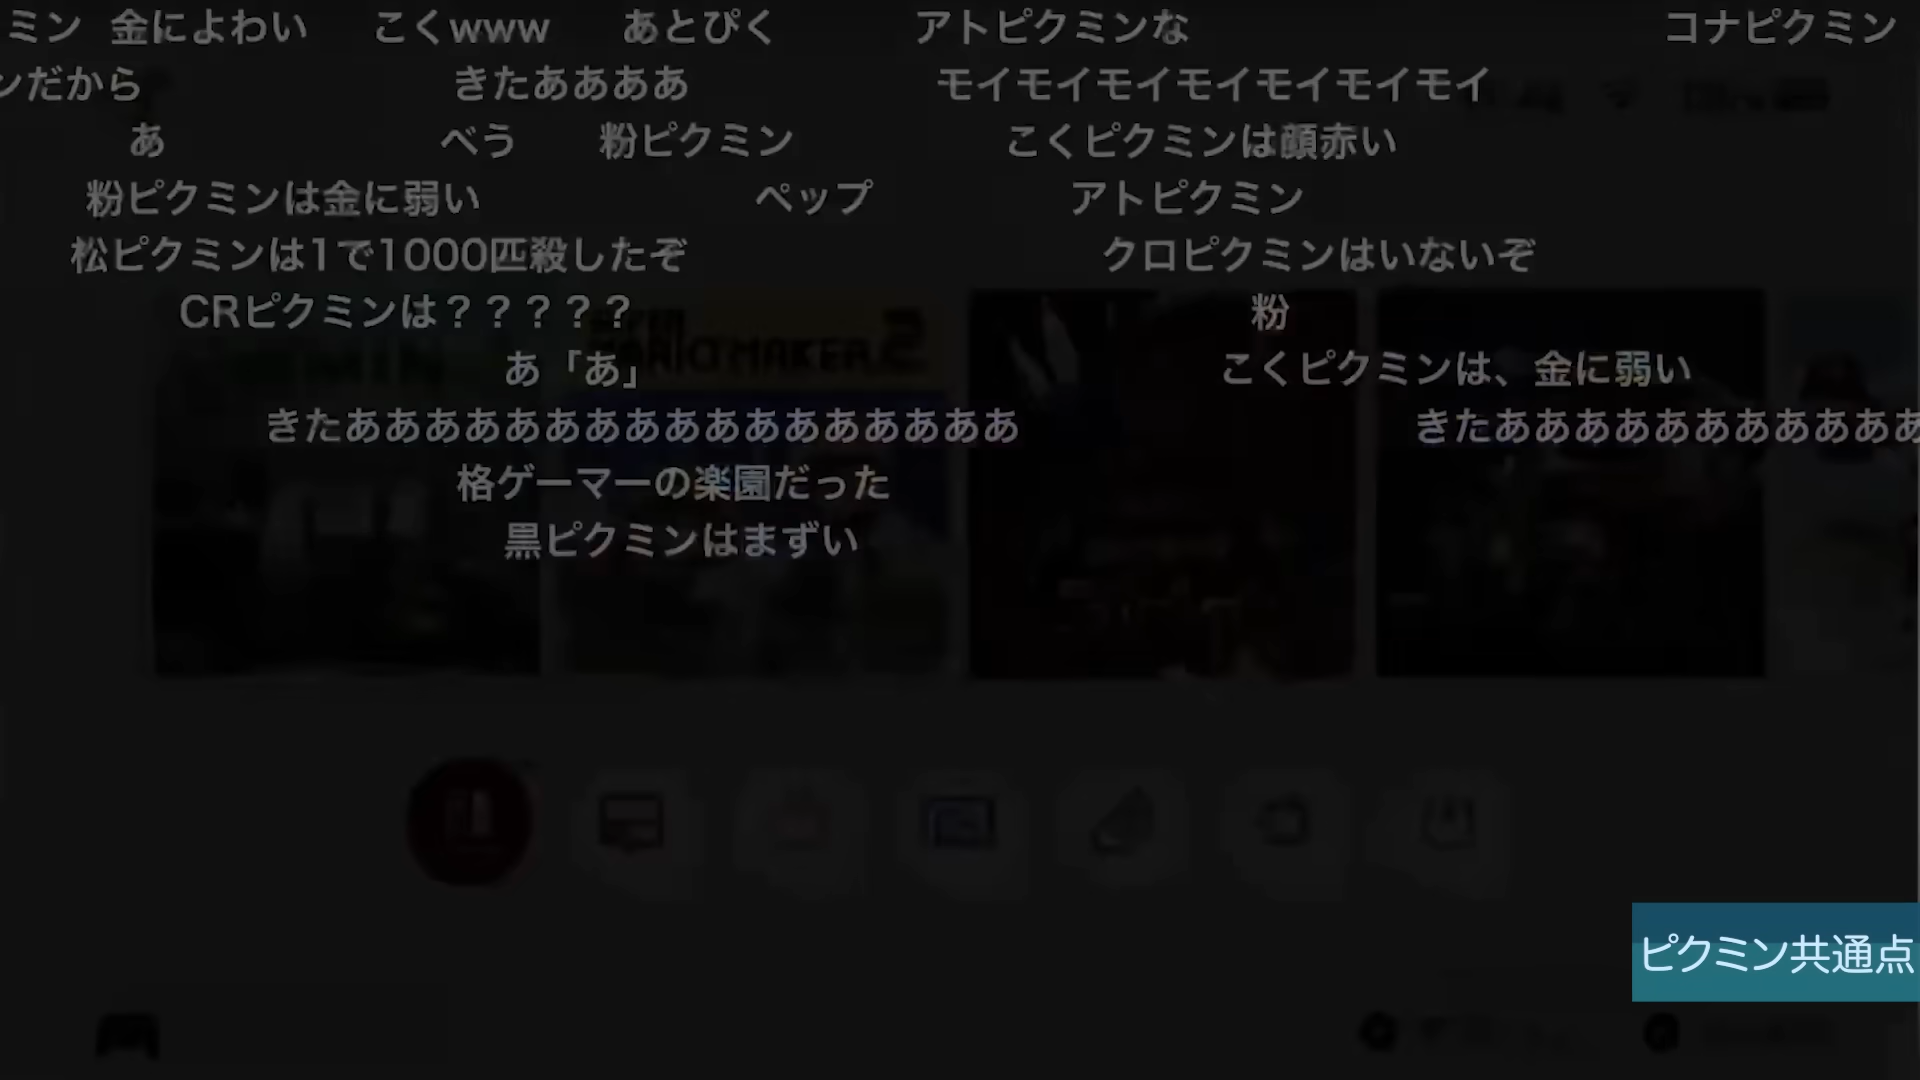 ミン 金によわい こくwww あとぴく アトピクミンな コナピクミン
ンだから きたああああ モイモイモイモイモイモイモイ
あ べう 粉ピクミン こくピクミンは顔赤い
粉ピクミンは金に弱い ペップ アトピクミン
松ピクミンは1で1000匹殺したぞ クロピクミンはいないぞ
CRピクミンは？？？？？ 粉
MARIO MAKER 2
あ「あ」 こくピクミンは、金に弱い
きたあああああああああああああああああ きたあああああああああああ
格ゲーマーの楽園だった
黒ピクミンはまずい
ピクミン共通点